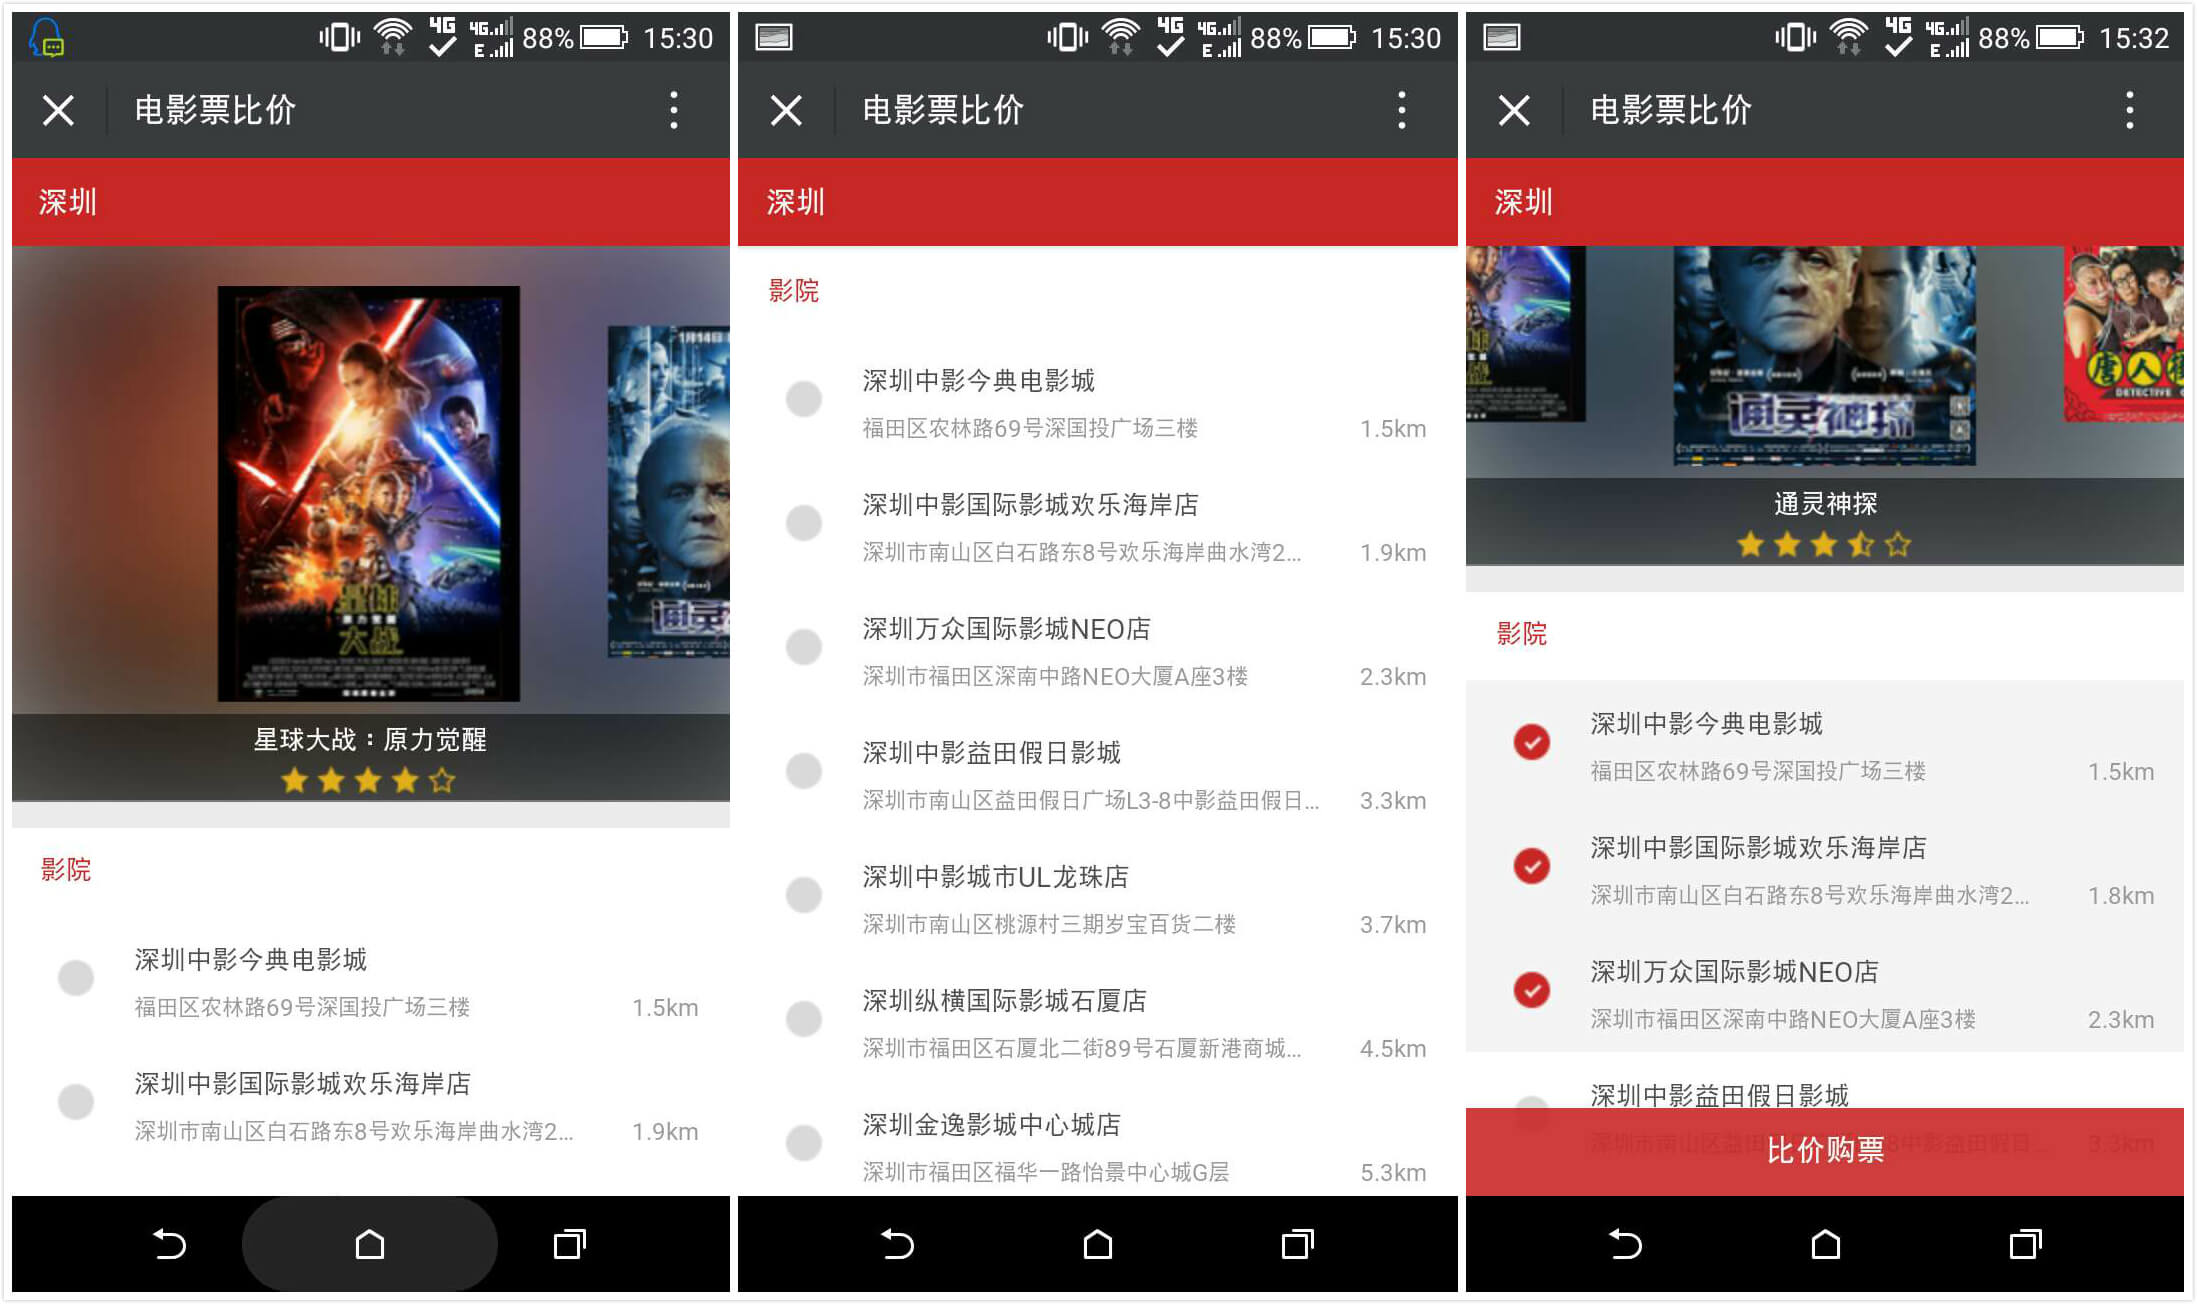 4G
4G
E
88%
15:30
电影票比价
深圳
1月14日
星球
原力觉醒
大战
通灵
星球大战：原力觉醒
影院
深圳中影今典电影城
福田区农林路69号深国投广场三楼
1.5km
深圳中影国际影城欢乐海岸店
深圳市南山区白石路东8号欢乐海岸曲水湾2...
1.9km
4G
4G
E
88%
15:30
电影票比价
深圳
影院
深圳中影今典电影城
福田区农林路69号深国投广场三楼
1.5km
深圳中影国际影城欢乐海岸店
深圳市南山区白石路东8号欢乐海岸曲水湾2...
1.9km
深圳万众国际影城NEO店
深圳市福田区深南中路NEO大厦A座3楼
2.3km
深圳中影益田假日影城
深圳市南山区益田假日广场L3-8中影益田假日...
3.3km
深圳中影城市UL龙珠店
深圳市南山区桃源村三期岁宝百货二楼
3.7km
深圳纵横国际影城石厦店
深圳市福田区石厦北二街89号石厦新港商城...
4.5km
深圳金逸影城中心城店
深圳市福田区福华一路怡景中心城G层
5.3km
4G
4G
E
88%
15:32
电影票比价
深圳
通灵神探
唐人街
DETECTIVE
通灵神探
影院
深圳中影今典电影城
福田区农林路69号深国投广场三楼
1.5km
深圳中影国际影城欢乐海岸店
深圳市南山区白石路东8号欢乐海岸曲水湾2...
1.8km
深圳万众国际影城NEO店
深圳市福田区深南中路NEO大厦A座3楼
2.3km
深圳中影益田假日影城
3.3km
比价购票